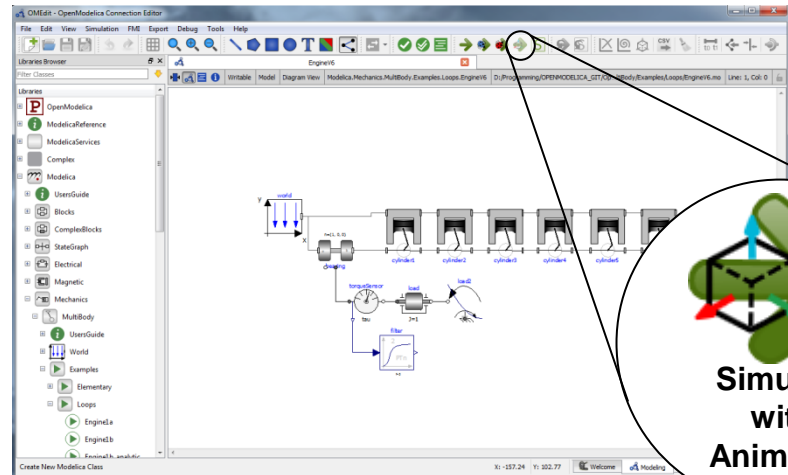 OMEdit - OpenModelica Connection Editor
File Edit View Simulation FMI Export Debug Tools Help
Libraries Browser
EngineV6
Filter Classes
Writable Model Diagram View Modelica.Mechanics.MultiBody.Examples.Loops.EngineV6 Line: 1, Col: 0
Libraries
OpenModelica
ModelicaReference
ModelicaServices
Complex
Modelica
UsersGuide
Blocks
ComplexBlocks
StateGraph
Electrical
Magnetic
Mechanics
MultiBody
UsersGuide
World
Examples
Elementary
Loops
Engine1a
Engine1b
Engine1b_analytic
y
world
x
bearing
cylinder1 cylinder2 cylinder3 cylinder4 cylinder5
torqueSensor load load2
tau J=1
filter
Simu
wit
Anim
Create New Modelica Class
X: -157.24 Y: 102.77 Welcome Modeling